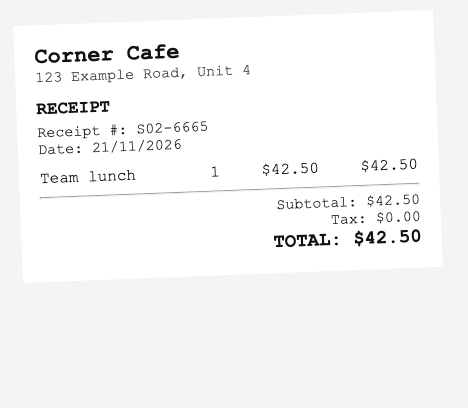 Corner Cafe
123 Example Road, Unit 4
RECEIPT
Receipt #: S02-6665
Date: 21/11/2026
Team lunch 1 $42.50 $42.50
Subtotal: $42.50
Tax: $0.00
TOTAL: $42.50